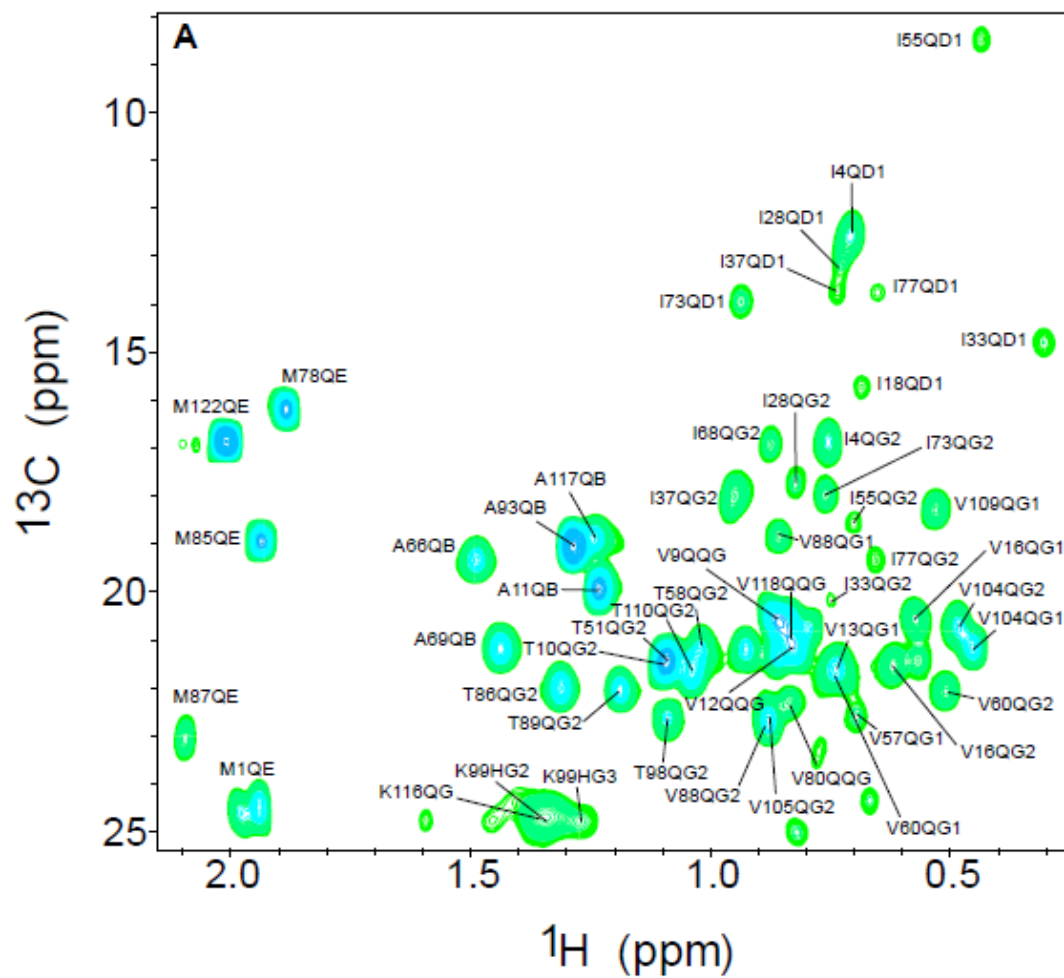 A
I55QD1
10
I4QD1
I28QD1
I37QD1
I77QD1
I73QD1
I33QD1
15
M78QE
I18QD1
I28QG2
M122QE
I68QG2
I4QG2
I73QG2
A117QB
I37QG2
I55QG2
V109QG1
A93QB
M85QE
V88QG1
A66QB
V16QG1
V9QQG
I77QG2
V118QQG
20
A11QB
T58QG2
I33QG2
V104QG2
T110QG2
V104QG1
T51QG2
V13QG1
A69QB
T10QG2
M87QE
T86QG2
V12QQG
V60QG2
T89QG2
V57QG1
V16QG2
M1QE
K99HG2
K99HG3
T98QG2
V80QQG
K116QG
V88QG2
V105QG2
V60QG1
25
2.0 1.5 1.0 0.5
1H (ppm)
13C (ppm)